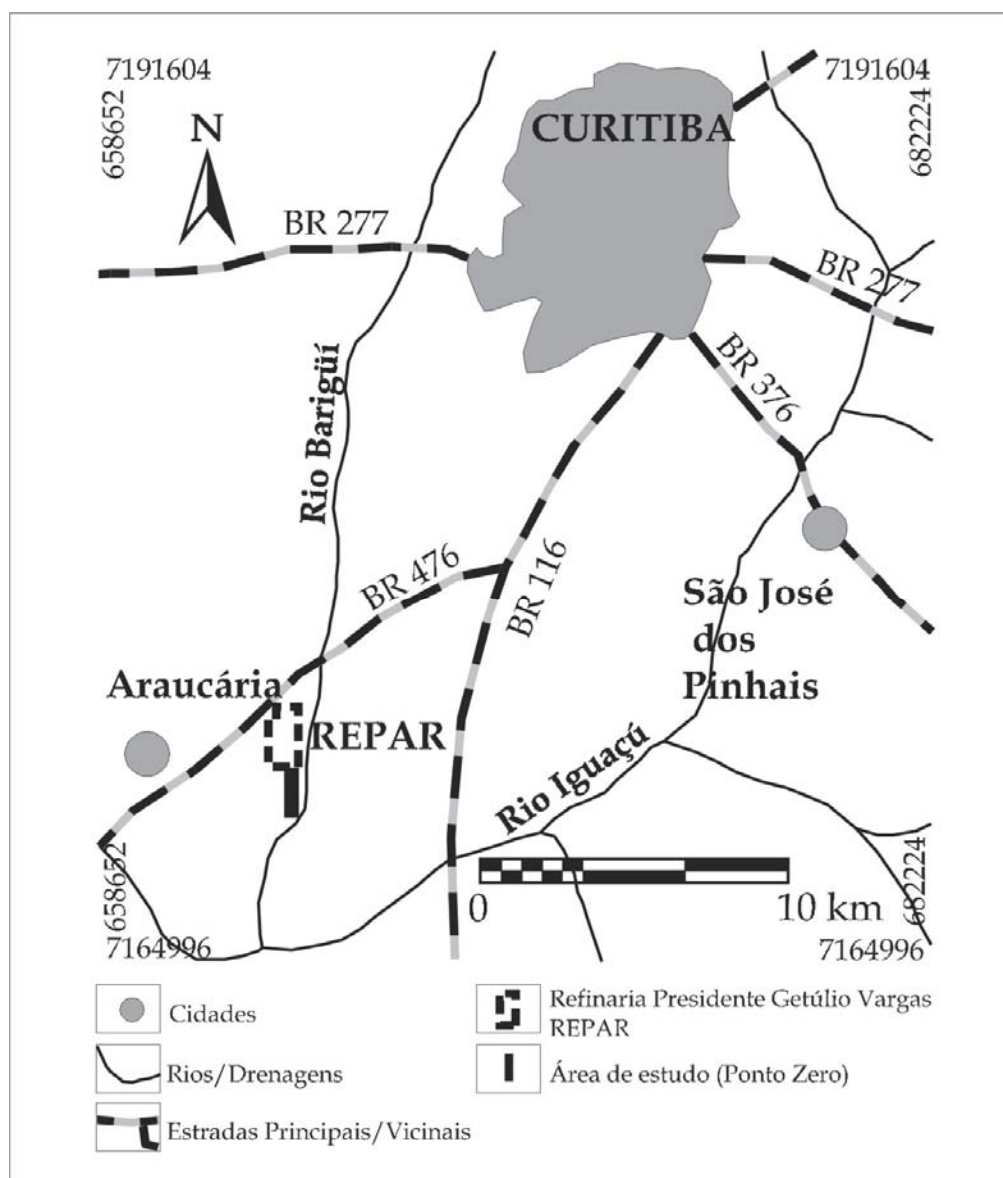 7191604
7191604
658652
682224
N
CURITIBA
BR 277
BR 277
BR 376
Rio Barigüí
BR 476
BR 116
São José
dos
Pinhais
Araucária
REPAR
Rio Iguaçú
658652
682224
0
10 km
7164996
7164996
Cidades
Rios/Drenagens
Estradas Principais/Vicinais
Refinaria Presidente Getúlio Vargas
REPAR
Área de estudo (Ponto Zero)